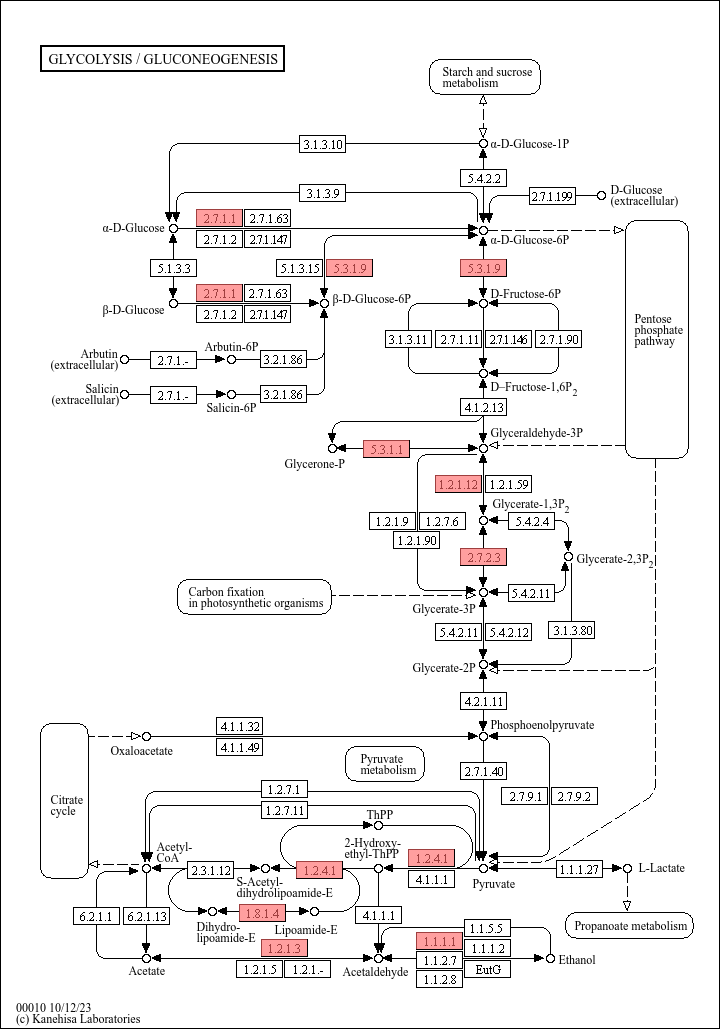 GLYCOLYSIS / GLUCONEOGENESIS
Starch and sucrose
metabolism
3.1.3.10
α-D-Glucose-1P
5.4.2.2
3.1.3.9
2.7.1.199
D-Glucose
(extracellular)
α-D-Glucose
2.7.1.1
2.7.1.63
2.7.1.2
2.7.1.147
α-D-Glucose-6P
5.1.3.3
5.1.3.15
5.3.1.9
5.3.1.9
β-D-Glucose
2.7.1.1
2.7.1.63
2.7.1.2
2.7.1.147
β-D-Glucose-6P
D-Fructose-6P
Pentose
phosphate
pathway
3.1.3.11
2.7.1.11
2.7.1.146
2.7.1.90
Arbutin
(extracellular)
2.7.1.-
Arbutin-6P
3.2.1.86
Salicin
(extracellular)
2.7.1.-
Salicin-6P
3.2.1.86
D-Fructose-1,6P2
4.1.2.13
Glyceraldehyde-3P
Glycerone-P
5.3.1.1
1.2.1.12
1.2.1.59
Glycerate-1,3P2
1.2.1.9
1.2.7.6
1.2.1.90
5.4.2.4
2.7.2.3
Glycerate-2,3P2
Carbon fixation
in photosynthetic organisms
5.4.2.11
Glycerate-3P
5.4.2.11
5.4.2.12
3.1.3.80
Glycerate-2P
4.2.1.11
Oxaloacetate
4.1.1.32
4.1.1.49
Phosphoenolpyruvate
Citrate
cycle
Pyruvate
metabolism
2.7.1.40
1.2.7.1
1.2.7.11
2.7.9.1
2.7.9.2
ThPP
Acetyl-
CoA
2-Hydroxy-
ethyl-ThPP
2.3.1.12
1.2.4.1
1.2.4.1
4.1.1.1
S-Acetyl-
dihydrolipoamide-E
Pyruvate
1.1.1.27
L-Lactate
6.2.1.1
6.2.1.13
1.8.1.4
Dihydro-
lipoamide-E
Lipoamide-E
4.1.1.1
Propanoate metabolism
1.2.1.3
1.2.1.5
1.2.1.-
Acetate
Acetaldehyde
1.1.5.5
1.1.1.1
1.1.1.2
1.1.2.7
EutG
1.1.2.8
Ethanol
00010 10/12/23
(c) Kanehisa Laboratories